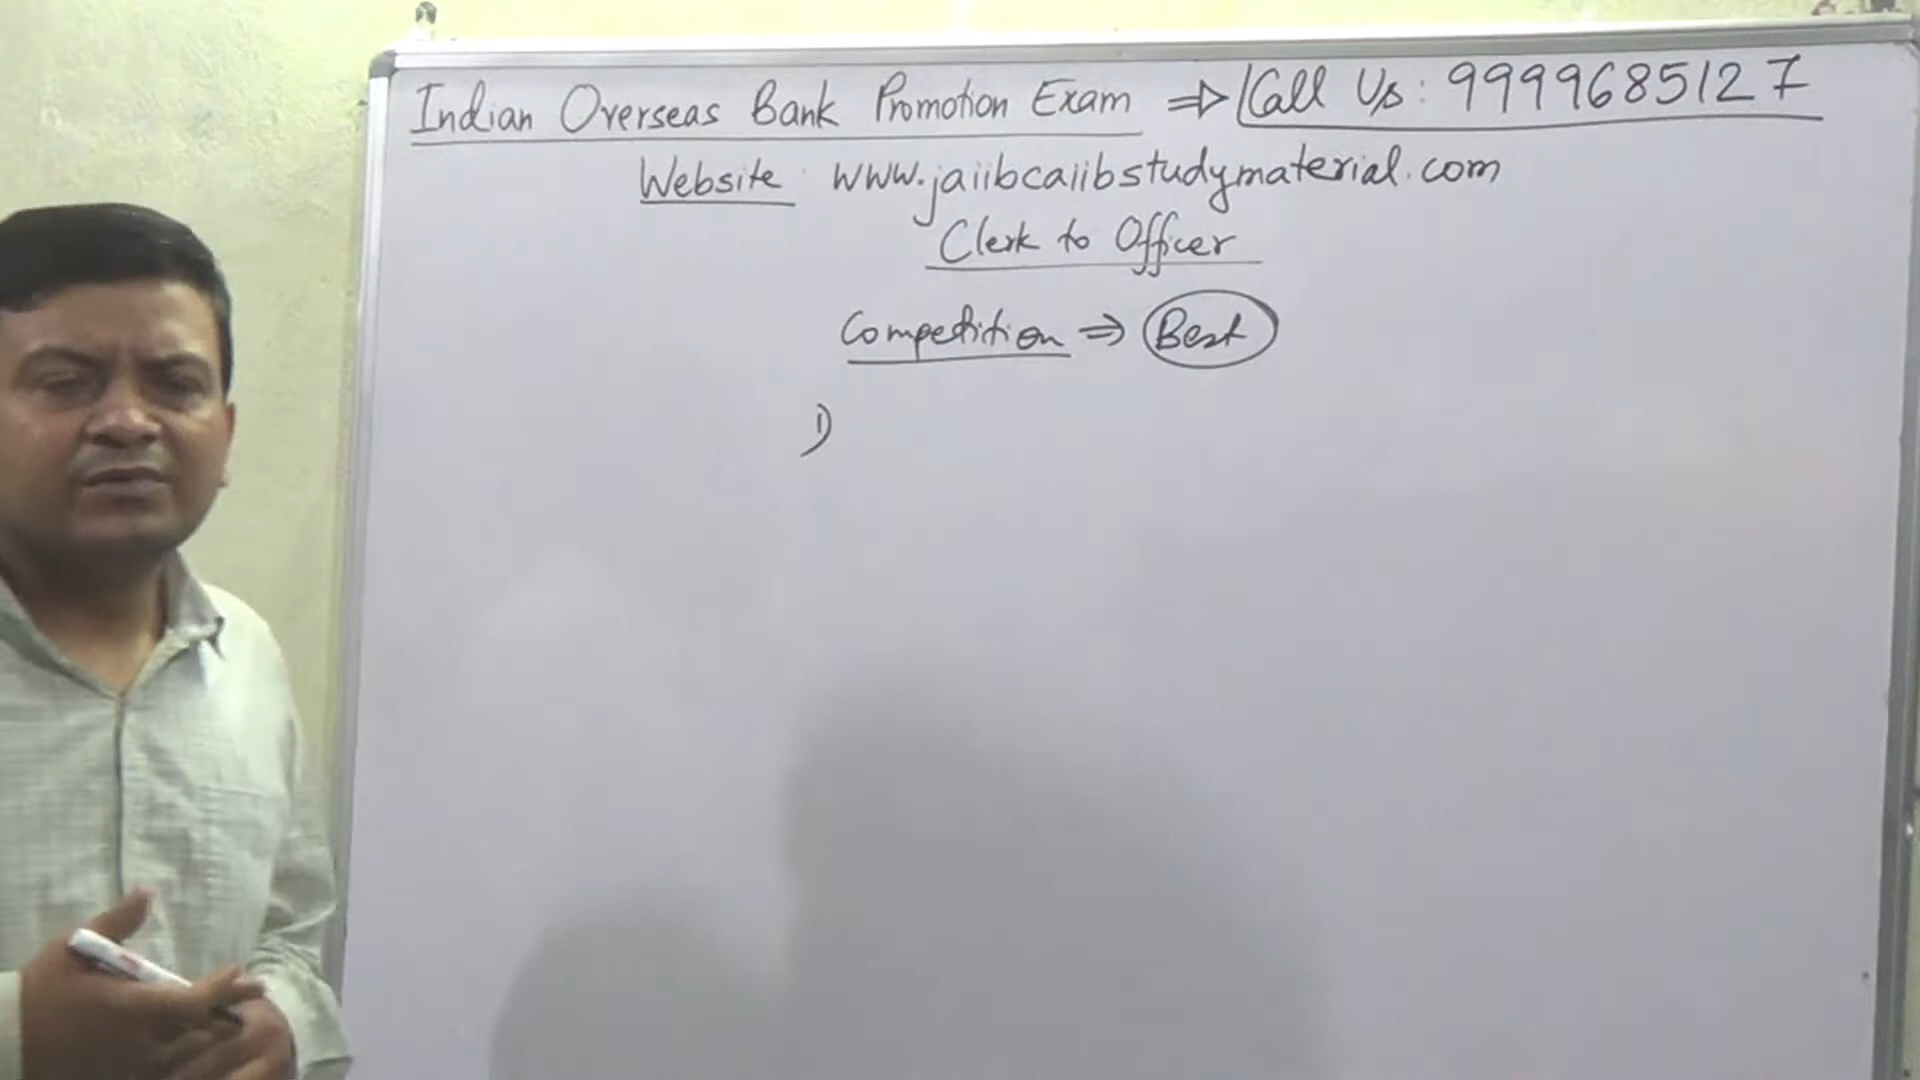 Indian Overseas Bank Promotion Exam ⇒ Call Us: 9999685127
Website: www.jaiibcaiibstudymaterial.com
Clerk to Officer
Competition ⇒ Best
1)